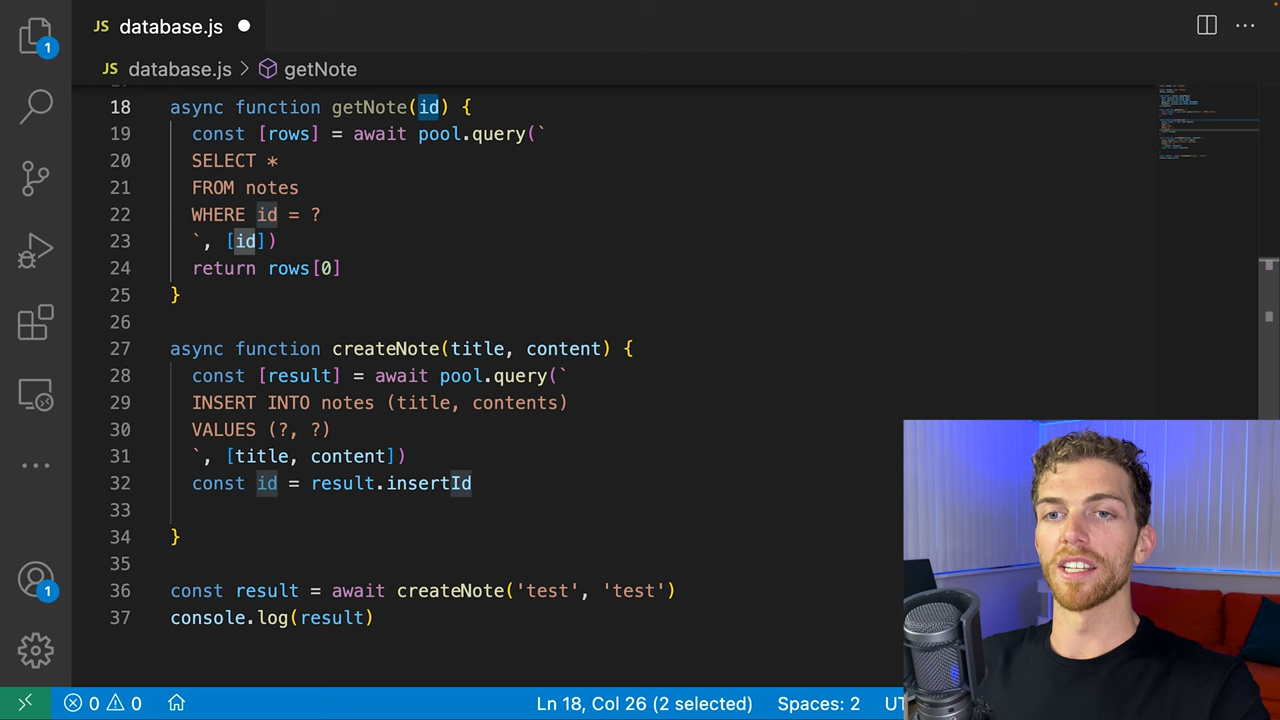 1
JS database.js ● ···
JS database.js > getNote
18 async function getNote(id) {
19 const [rows] = await pool.query(`
20 SELECT *
21 FROM notes
22 WHERE id = ?
23 `, [id])
24 return rows[0]
25 }
26
27 async function createNote(title, content) {
28 const [result] = await pool.query(`
29 INSERT INTO notes (title, contents)
30 VALUES (?, ?)
31 `, [title, content])
32 const id = result.insertId
33
34 }
35
36 const result = await createNote('test', 'test')
1
37 console.log(result)
0 0 Ln 18, Col 26 (2 selected) Spaces: 2 UT